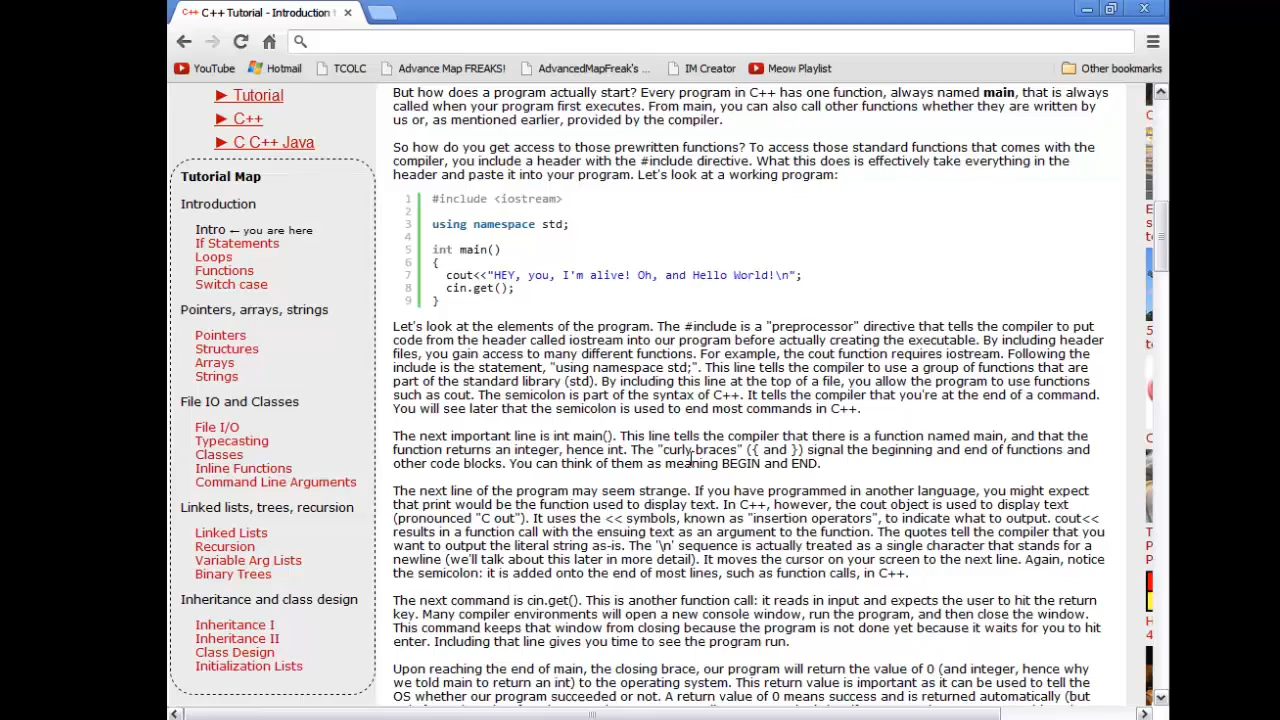 C++ C++ Tutorial - Introduction
YouTube Hotmail TCOLC Advance Map FREAKS! AdvancedMapFreak's ... IM Creator Meow Playlist Other bookmarks
► Tutorial
► C++
► C C++ Java
Tutorial Map
Introduction
Intro ← you are here
If Statements
Loops
Functions
Switch case
Pointers, arrays, strings
Pointers
Structures
Arrays
Strings
File IO and Classes
File I/O
Typecasting
Classes
Inline Functions
Command Line Arguments
Linked lists, trees, recursion
Linked Lists
Recursion
Variable Arg Lists
Binary Trees
Inheritance and class design
Inheritance I
Inheritance II
Class Design
Initialization Lists
But how does a program actually start? Every program in C++ has one function, always named main, that is always
called when your program first executes. From main, you can also call other functions whether they are written by
us or, as mentioned earlier, provided by the compiler.
So how do you get access to those prewritten functions? To access those standard functions that comes with the
compiler, you include a header with the #include directive. What this does is effectively take everything in the
header and paste it into your program. Let's look at a working program:
1 #include <iostream>
2
3 using namespace std;
4
5 int main()
6 {
7 cout<<"HEY, you, I'm alive! Oh, and Hello World!\n";
8 cin.get();
9 }
Let's look at the elements of the program. The #include is a "preprocessor" directive that tells the compiler to put
code from the header called iostream into our program before actually creating the executable. By including header
files, you gain access to many different functions. For example, the cout function requires iostream. Following the
include is the statement, "using namespace std;". This line tells the compiler to use a group of functions that are
part of the standard library (std). By including this line at the top of a file, you allow the program to use functions
such as cout. The semicolon is part of the syntax of C++. It tells the compiler that you're at the end of a command.
You will see later that the semicolon is used to end most commands in C++.
The next important line is int main(). This line tells the compiler that there is a function named main, and that the
function returns an integer, hence int. The "curly braces" ({ and }) signal the beginning and end of functions and
other code blocks. You can think of them as meaning BEGIN and END.
The next line of the program may seem strange. If you have programmed in another language, you might expect
that print would be the function used to display text. In C++, however, the cout object is used to display text
(pronounced "C out"). It uses the << symbols, known as "insertion operators", to indicate what to output. cout<<
results in a function call with the ensuing text as an argument to the function. The quotes tell the compiler that you
want to output the literal string as-is. The '\n' sequence is actually treated as a single character that stands for a
newline (we'll talk about this later in more detail). It moves the cursor on your screen to the next line. Again, notice
the semicolon: it is added onto the end of most lines, such as function calls, in C++.
The next command is cin.get(). This is another function call: it reads in input and expects the user to hit the return
key. Many compiler environments will open a new console window, run the program, and then close the window.
This command keeps that window from closing because the program is not done yet because it waits for you to hit
enter. Including that line gives you time to see the program run.
Upon reaching the end of main, the closing brace, our program will return the value of 0 (and integer, hence why
we told main to return an int) to the operating system. This return value is important as it can be used to tell the
OS whether our program succeeded or not. A return value of 0 means success and is returned automatically (but